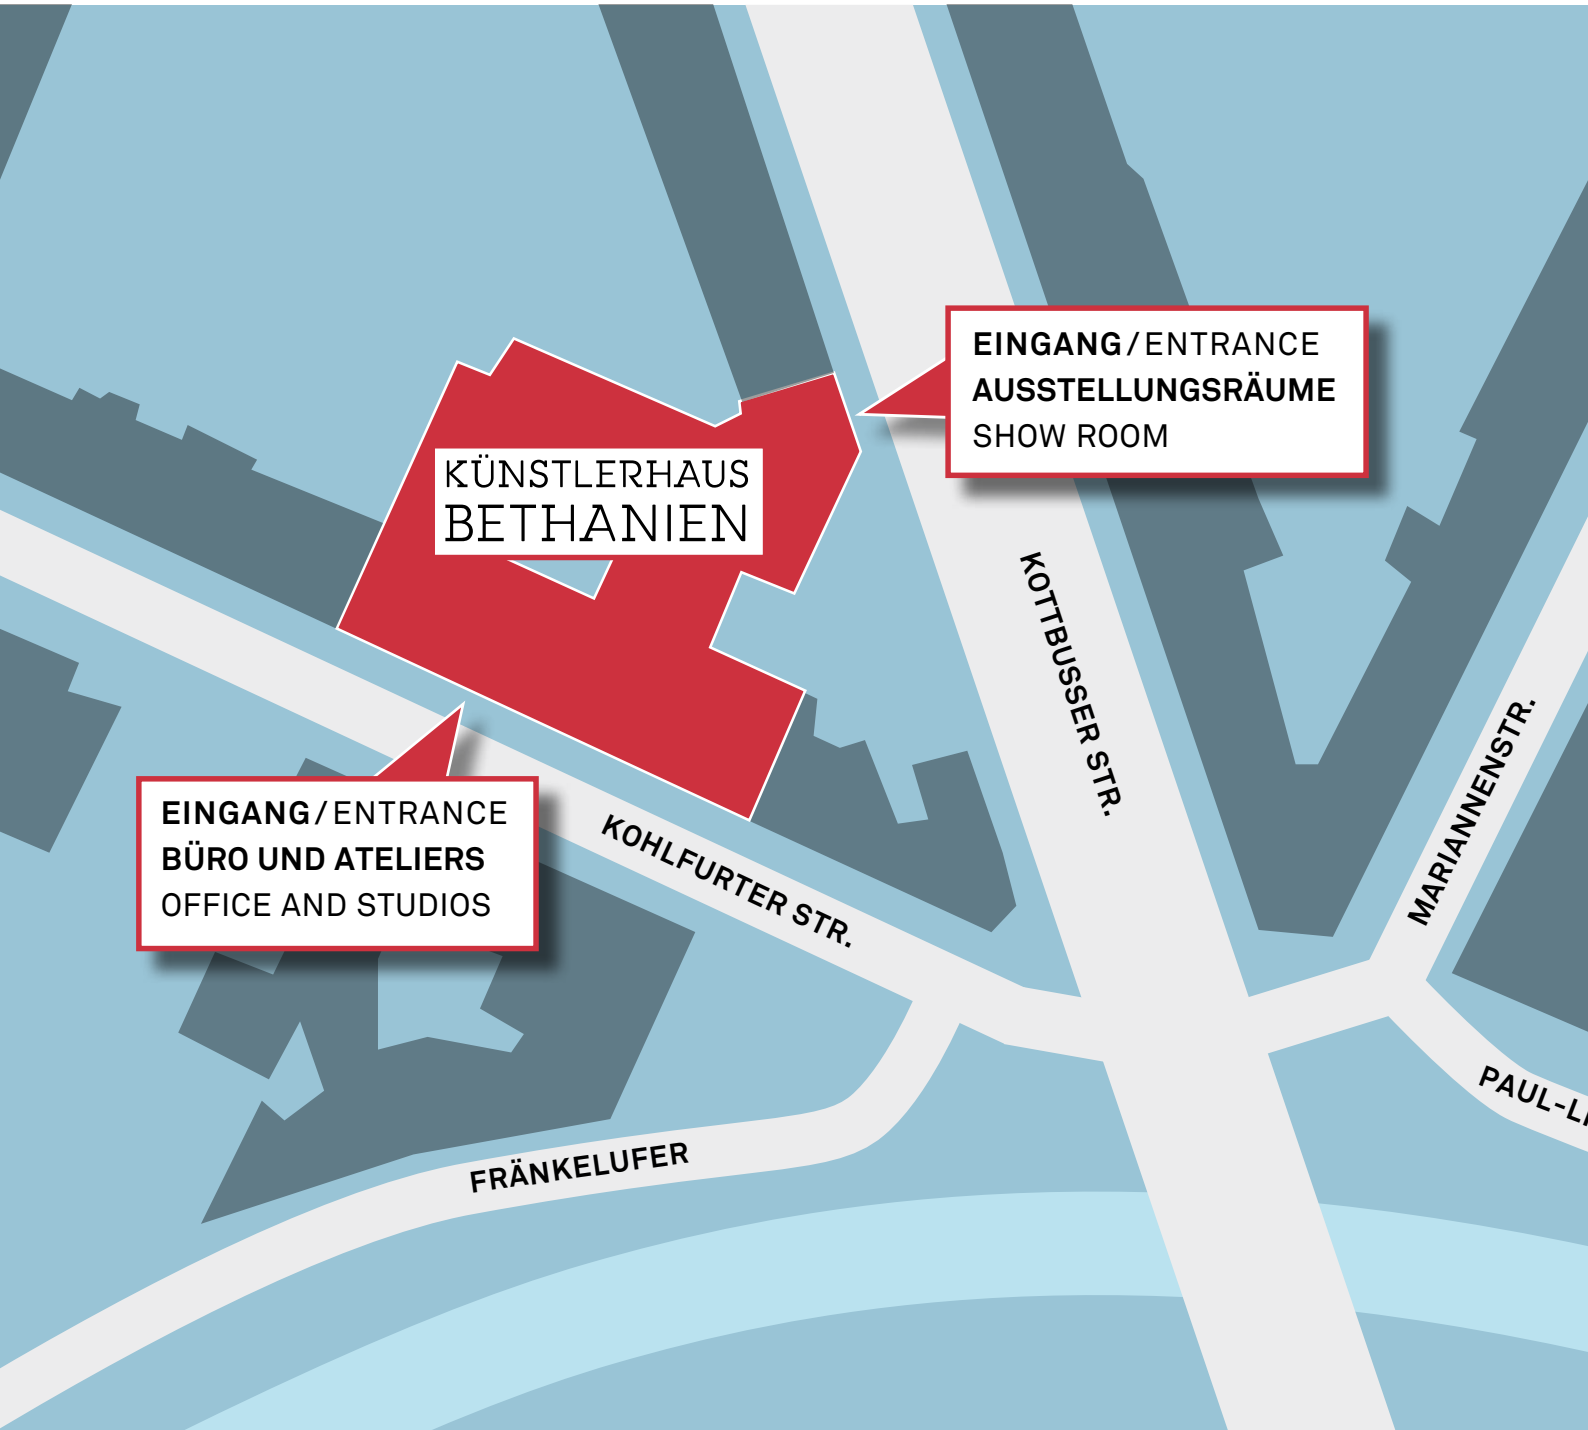 EINGANG/ENTRANCE
AUSSTELLUNGSRÄUME
SHOW ROOM
KÜNSTLERHAUS
BETHANIEN
KOTTBUSSER STR.
MARIANNENSTR.
EINGANG/ENTRANCE
BÜRO UND ATELIERS
OFFICE AND STUDIOS
KOHLFURTER STR.
PAUL-L
FRÄNKELUFER